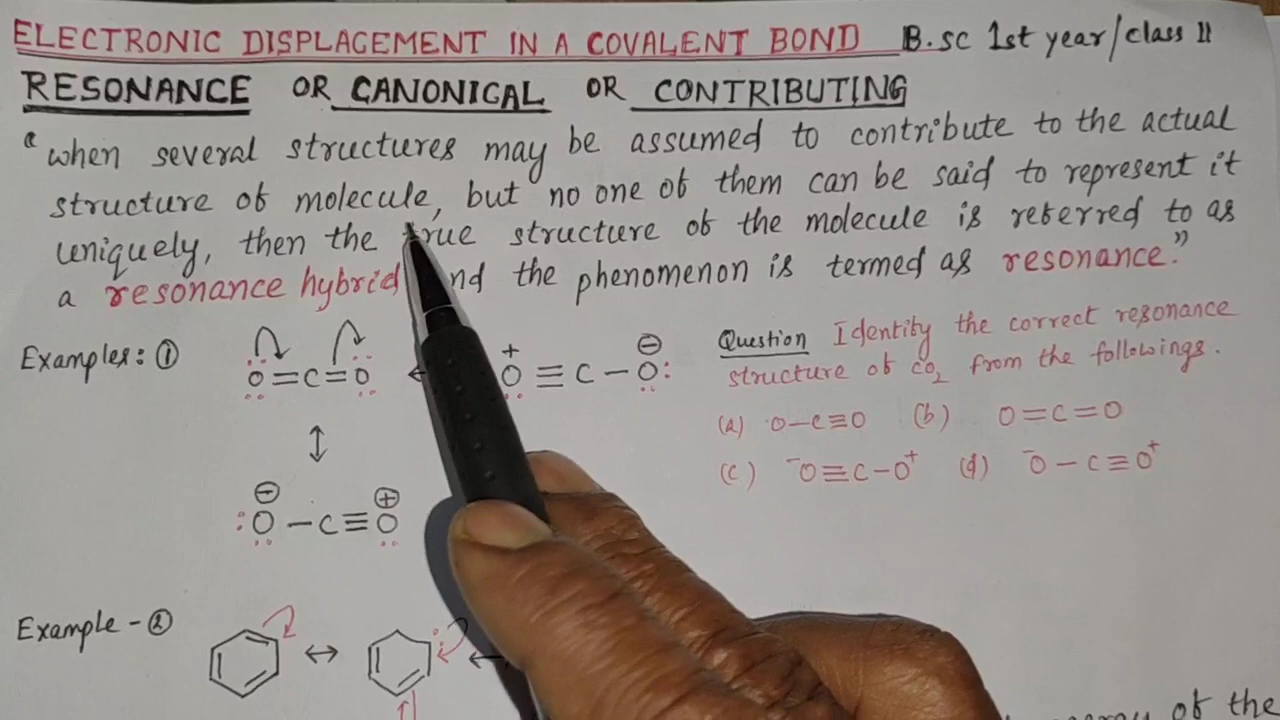 ELECTRONIC DISPLAGEMENT IN A COVALENT BOND B.sc 1st year/class 11
RESONANCE OR CANONICAL OR CONTRIBUTING
"when several structures may be assumed to contribute to the actual
structure of molecule, but no one of them can be said to represent it
uniquely, then the true structure of the molecule is referred to as
a resonance hybrid and the phenomenon is termed as resonance."
Examples: ①
O=C=O
↔
+
O≡C-O:
⊖
↕
⊖ ⊕
:O-C≡O
Question Identify the correct resonance
structure of co₂ from the followings.
(a) O-C≡O (b) O=C=O
(c) ⁻O≡C-O⁺ (d) ⁻O-C≡O⁺
Example - ②
↔
of the